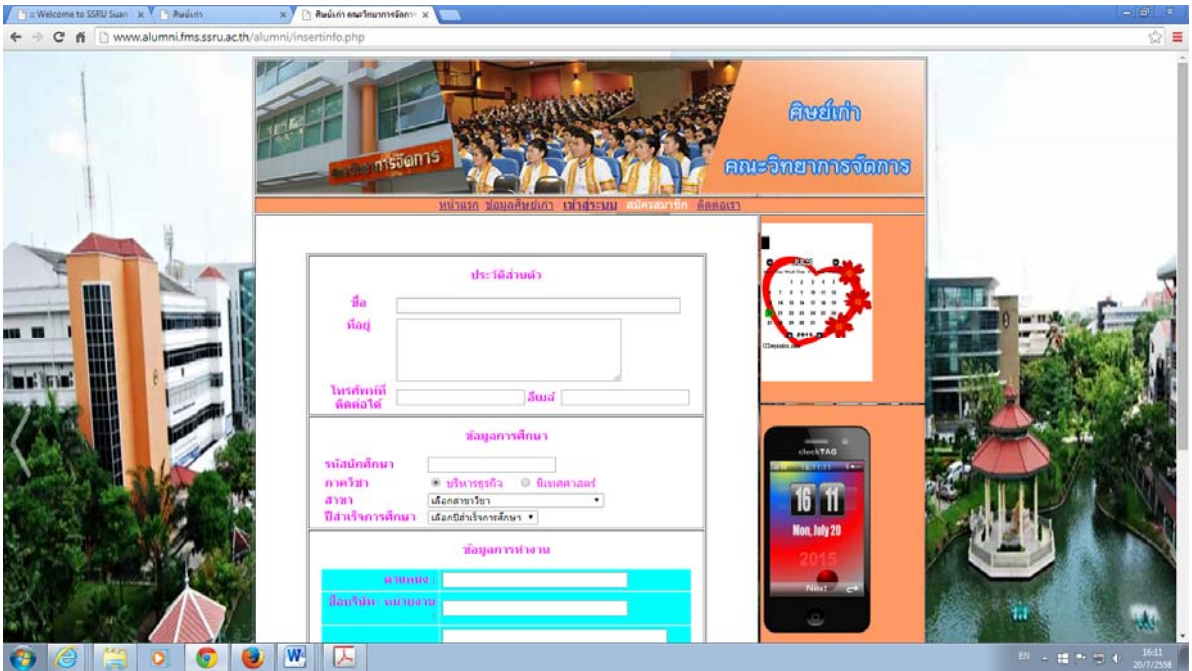 :: Welcome to SSRU Suan
ศิษย์เก่า
ศิษย์เก่า คณะวิทยาการจัดการ
www.alumni.fms.ssru.ac.th/alumni/insertinfo.php
การจัดการ
ศิษย์เก่า
คณะวิทยาการจัดการ
หน้าแรก ข้อมูลศิษย์เก่า เข้าสู่ระบบ สมัครสมาชิก ติดต่อเรา
ประวัติส่วนตัว
ชื่อ
ที่อยู่
โทรศัพท์ที่
ติดต่อได้
อีเมล์
ข้อมูลการศึกษา
รหัสนักศึกษา
ภาควิชา บริหารธุรกิจ นิเทศศาสตร์
สาขา เลือกสาขาวิชา
ปีสำเร็จการศึกษา เลือกปีสำเร็จการศึกษา
ข้อมูลการทำงาน
ตำแหน่ง :
ชื่อบริษัท / หน่วยงาน
:
clockTAG
16 11
Mon, July 20
2015
Next
EN
16:11
20/7/2558